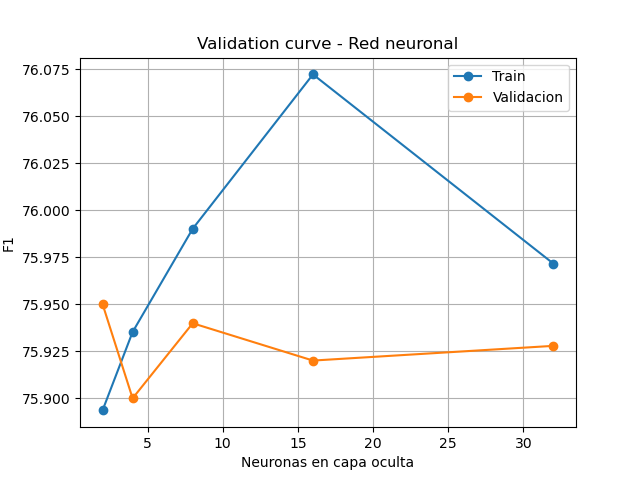 Validation curve - Red neuronal
Train
Validacion
76.075
76.050
76.025
76.000
75.975
75.950
75.925
75.900
F1
5 10 15 20 25 30
Neuronas en capa oculta